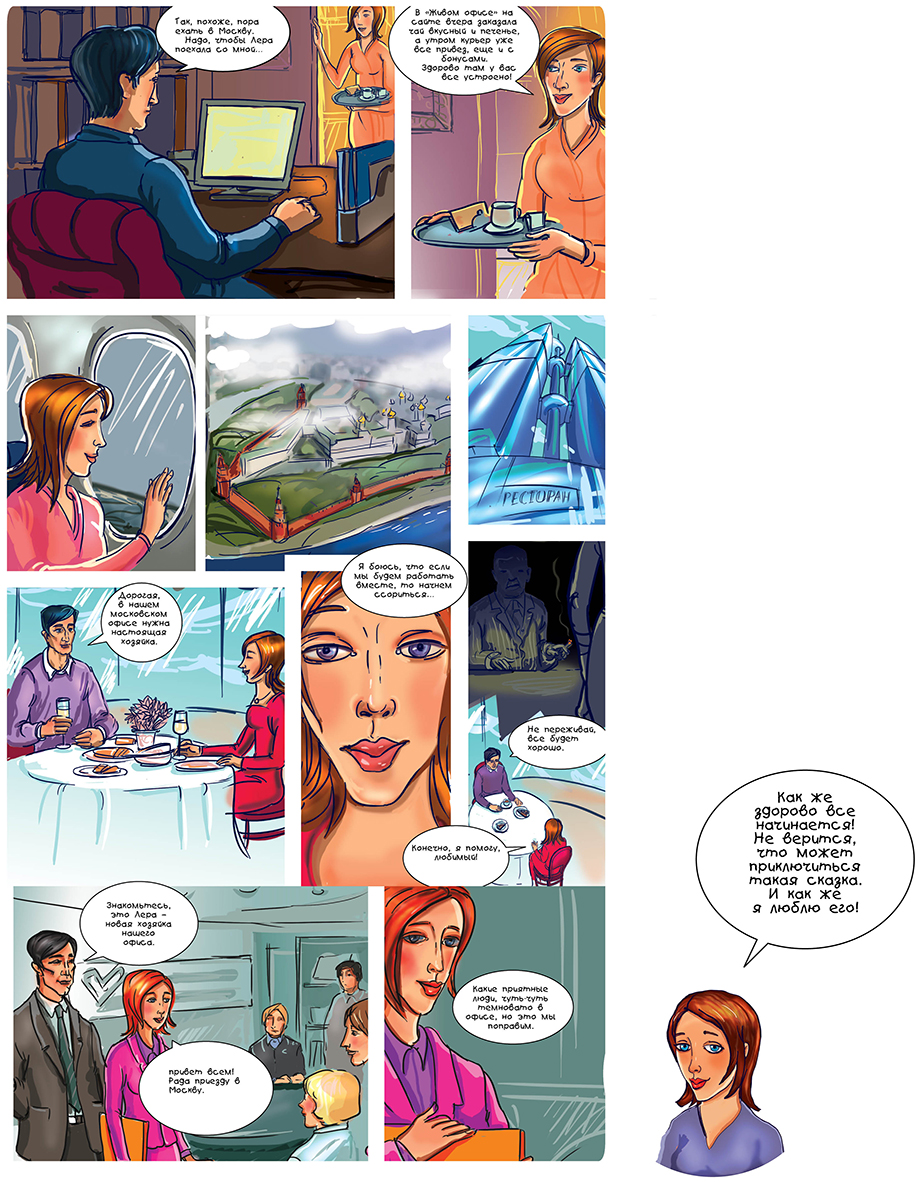 Так, похоже, пора
ехать в Москву.
Надо, чтобы Лера
поехала со мной...
В «Живом офисе» на
сайте вчера заказала
чай вкусный и печенье,
а утром курьер уже
все привез, еще и с
бонусами.
Здорово там у вас
все устроено!
РЕСТОРАН
Дорогая,
в нашем
московском
офисе нужна
настоящая
хозяйка.
Я боюсь, что если
мы будем работать
вместе, то начнем
ссориться...
Не переживай,
все будет
хорошо.
Конечно, я помогу,
любимый!
Знакомьтесь,
это Лера –
новая хозяйка
нашего
офиса.
привет всем!
Рада приезду в
Москву.
Какие приятные
люди, чуть-чуть
темновато в
офисе, но это мы
поправим.
Как же
здорово все
начинается!
Не верится,
что может
приключиться
такая сказка.
И как же
я люблю его!